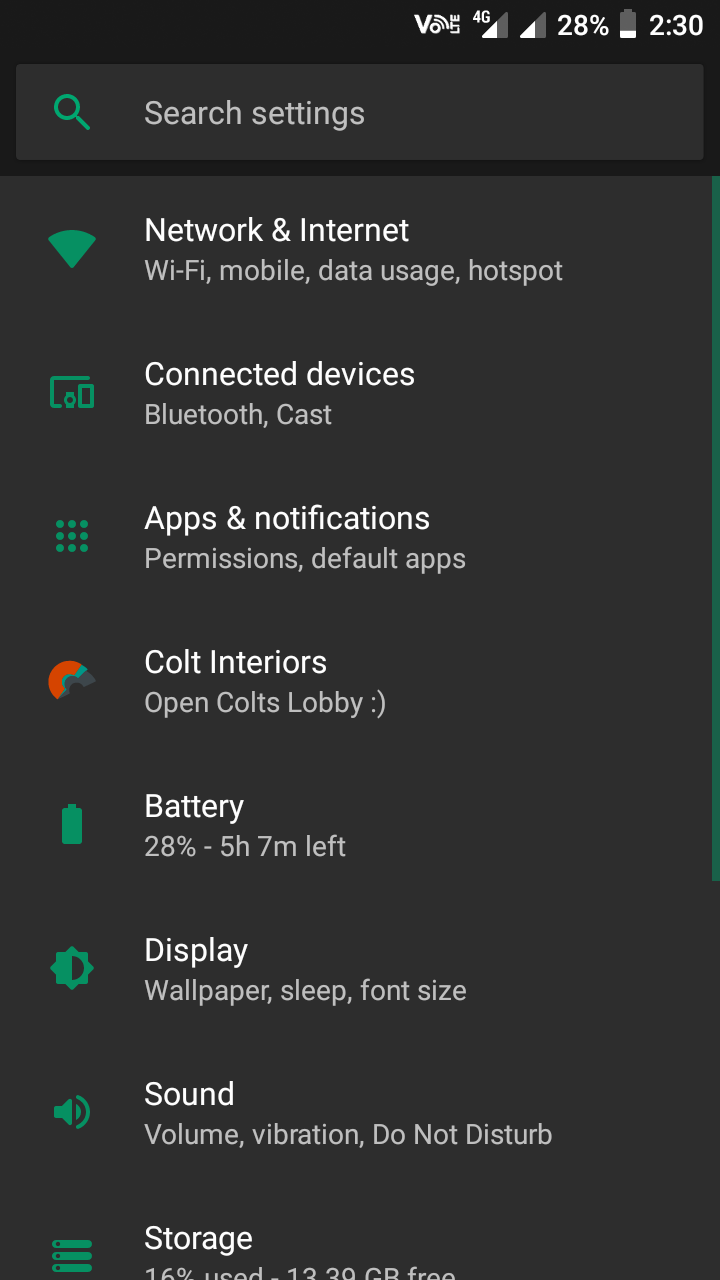 VoLTE 4G 28% 2:30
Search settings
Network & Internet
Wi-Fi, mobile, data usage, hotspot
Connected devices
Bluetooth, Cast
Apps & notifications
Permissions, default apps
Colt Interiors
Open Colts Lobby :)
Battery
28% - 5h 7m left
Display
Wallpaper, sleep, font size
Sound
Volume, vibration, Do Not Disturb
Storage
16% used - 13.39 GB free